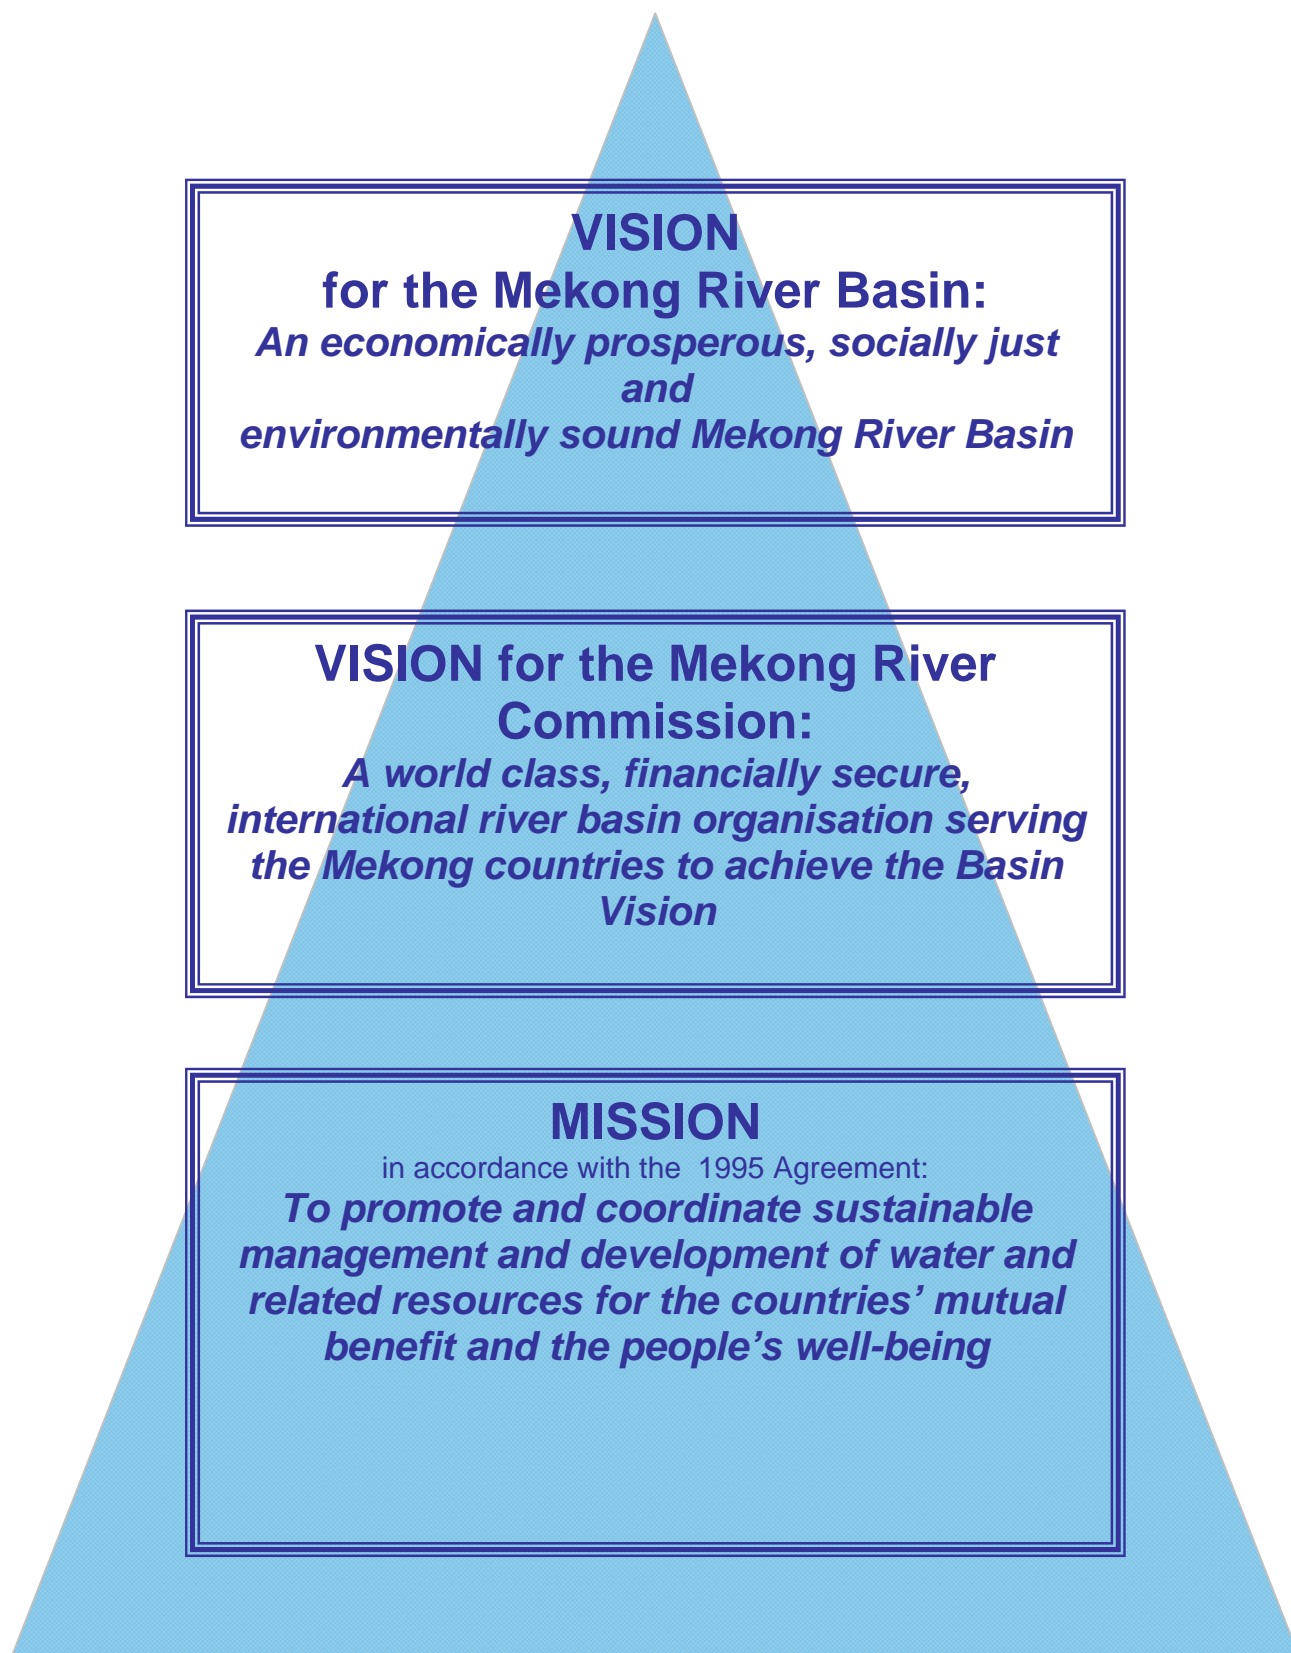 VISION
for the Mekong River Basin:
An economically prosperous, socially just
and
environmentally sound Mekong River Basin
VISION for the Mekong River
Commission:
A world class, financially secure,
international river basin organisation serving
the Mekong countries to achieve the Basin
Vision
MISSION
in accordance with the 1995 Agreement:
To promote and coordinate sustainable
management and development of water and
related resources for the countries’ mutual
benefit and the people’s well-being